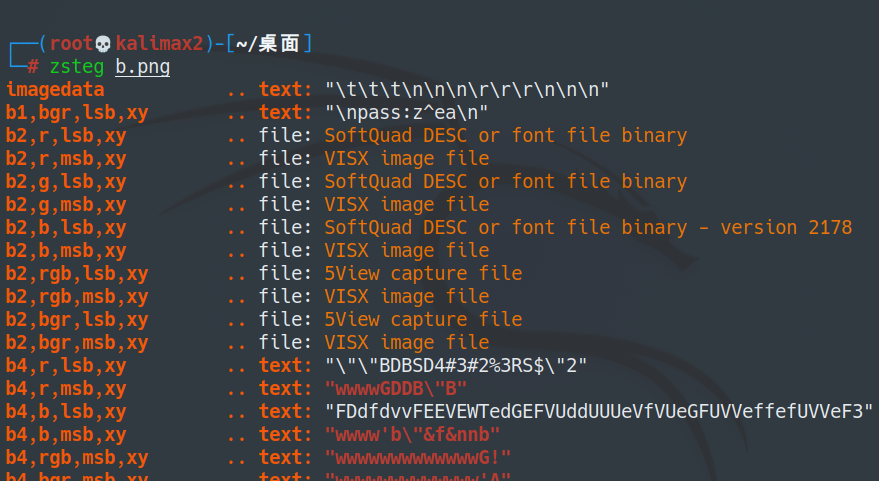 ┌──(root💀kalimax2)-[~/桌面]
└─# zsteg b.png
imagedata .. text: "\t\t\t\n\n\n\r\r\r\n\n\n"
b1,bgr,lsb,xy .. text: "\npass:z^ea\n"
b2,r,lsb,xy .. file: SoftQuad DESC or font file binary
b2,r,msb,xy .. file: VISX image file
b2,g,lsb,xy .. file: SoftQuad DESC or font file binary
b2,g,msb,xy .. file: VISX image file
b2,b,lsb,xy .. file: SoftQuad DESC or font file binary - version 2178
b2,b,msb,xy .. file: VISX image file
b2,rgb,lsb,xy .. file: 5View capture file
b2,rgb,msb,xy .. file: VISX image file
b2,bgr,lsb,xy .. file: 5View capture file
b2,bgr,msb,xy .. file: VISX image file
b4,r,lsb,xy .. text: "\"\"BDBSD4#3#2%3RS$\"2"
b4,r,msb,xy .. text: "wwwwGDDB\"B"
b4,b,lsb,xy .. text: "FDdfdvvFEEVEWTedGEFVUddUUUeVfVUeGFUVVeffefUVVeF3"
b4,b,msb,xy .. text: "wwww'b\"&f&nnb"
b4,rgb,msb,xy .. text: "wwwwwwwwwwwwwG!"
b4,bgr,msb,xy .. text: "wwwwwwwwwwwww'A"